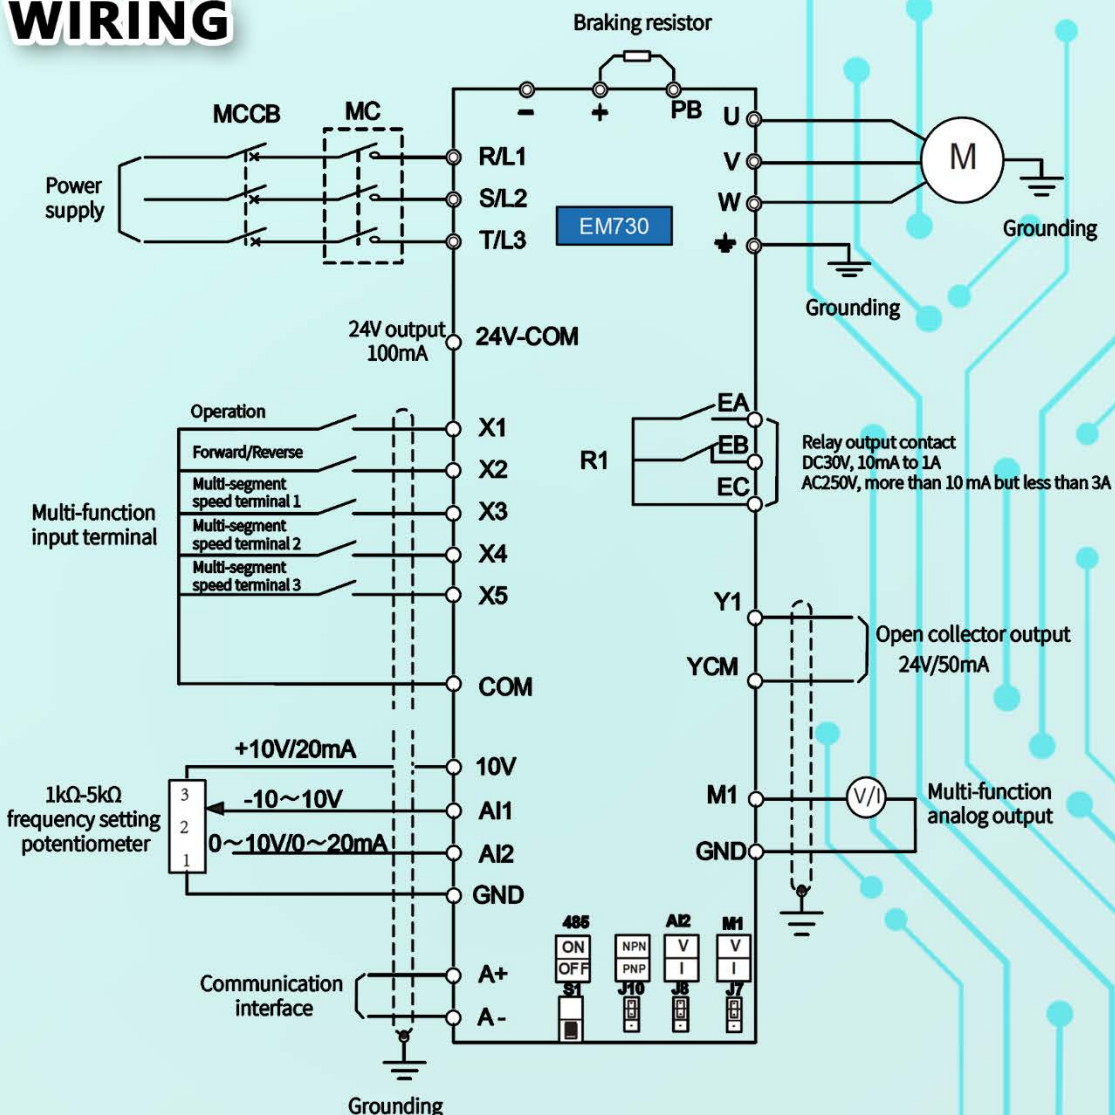 WIRING
Braking resistor
MCCB
MC
-
+
PB
U
V
W
M
Power
supply
R/L1
S/L2
T/L3
EM730
Grounding
Grounding
24V output
100mA
24V-COM
Operation
X1
Forward/Reverse
X2
Multi-segment
speed terminal 1
X3
Multi-segment
speed terminal 2
X4
Multi-segment
speed terminal 3
X5
Multi-function
input terminal
COM
R1
EA
EB
EC
Relay output contact
DC30V, 10mA to 1A
AC250V, more than 10 mA but less than 3A
Y1
YCM
Open collector output
24V/50mA
+10V/20mA
10V
-10~10V
AI1
0~10V/0~20mA
AI2
GND
1kΩ-5kΩ
frequency setting
potentiometer
3
2
1
M1
V/I
GND
Multi-function
analog output
Communication
interface
A+
A-
Grounding
485
AI2
M1
ON
NPN
V
V
OFF
PNP
I
I
S1
J10
J8
J7